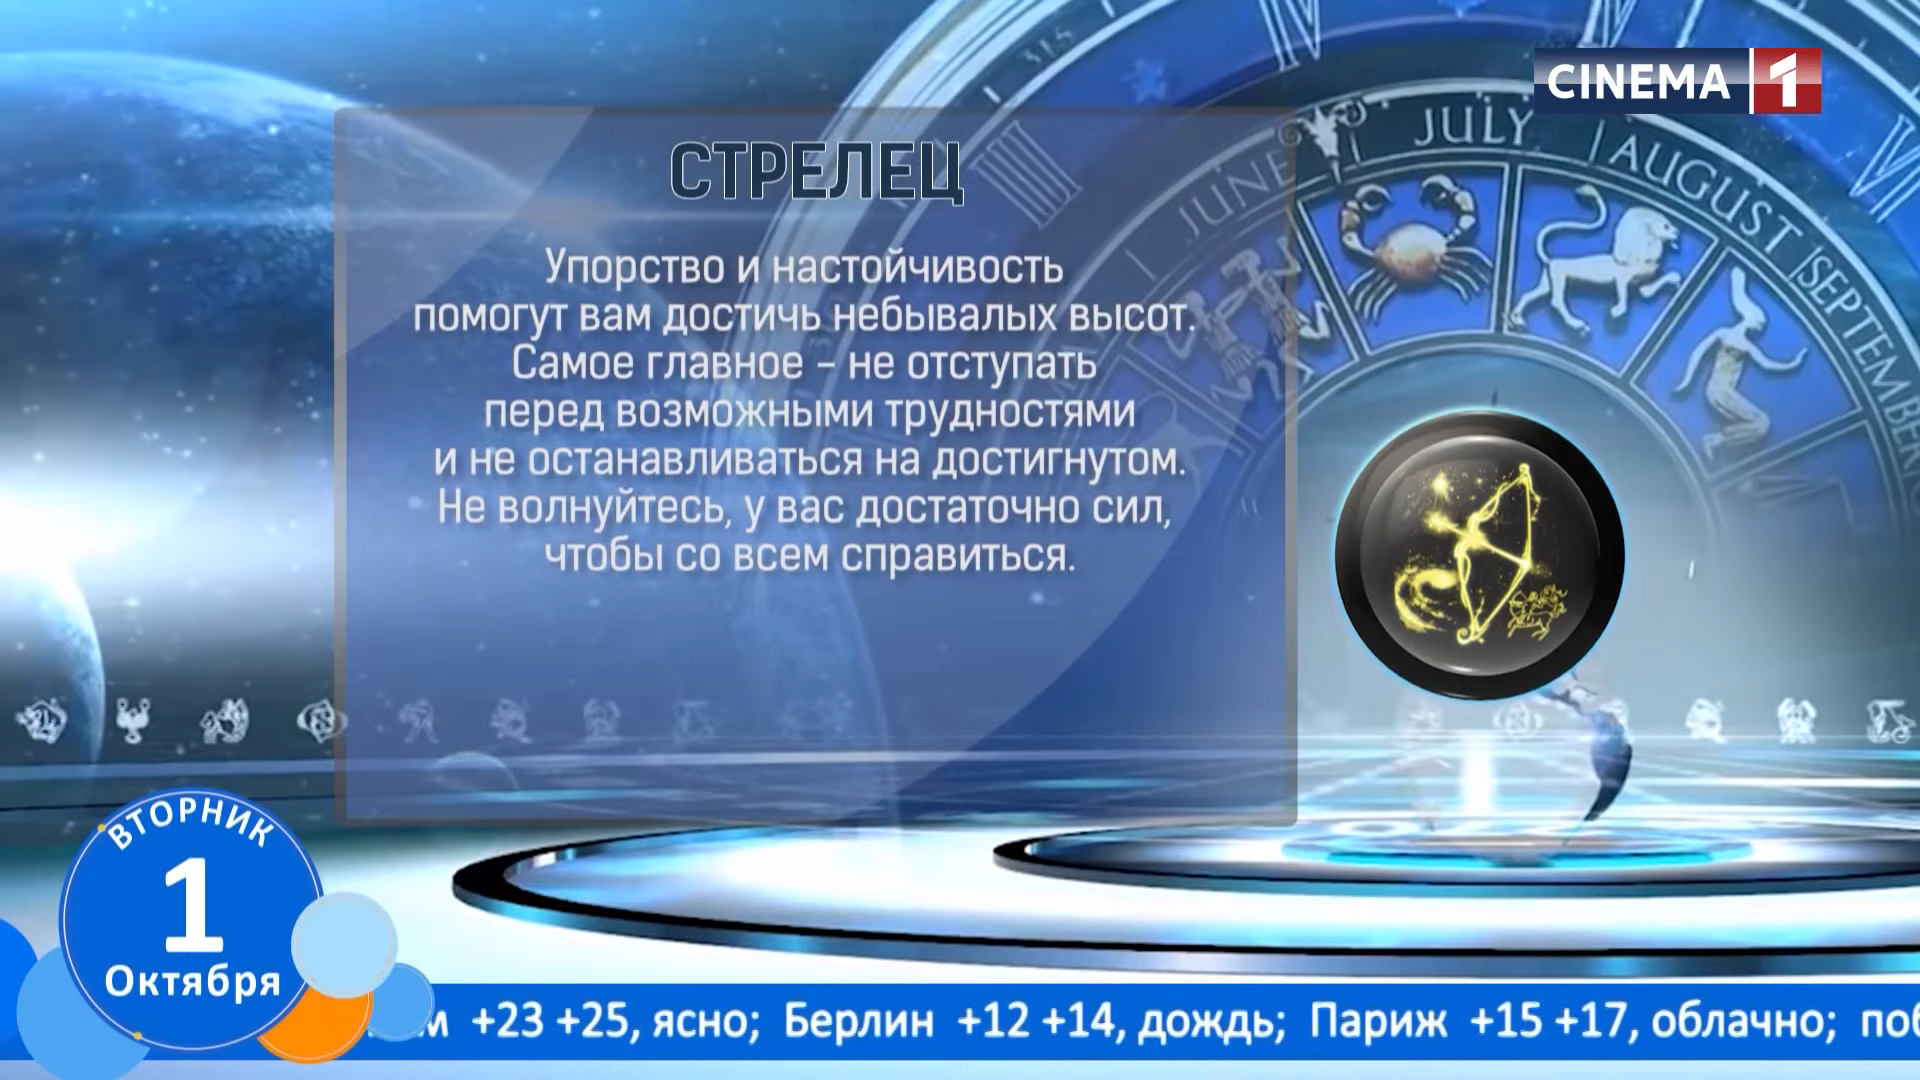 CINEMA 1
315
JUNE
JULY
AUGUST
SEPTEMBER
СТРЕЛЕЦ
Упорство и настойчивость
помогут вам достичь небывалых высот.
Самое главное – не отступать
перед возможными трудностями
и не останавливаться на достигнутом.
Не волнуйтесь, у вас достаточно сил,
чтобы со всем справиться.
ВТОРНИК
1
Октября
+23 +25, ясно; Берлин +12 +14, дождь; Париж +15 +17, облачно;